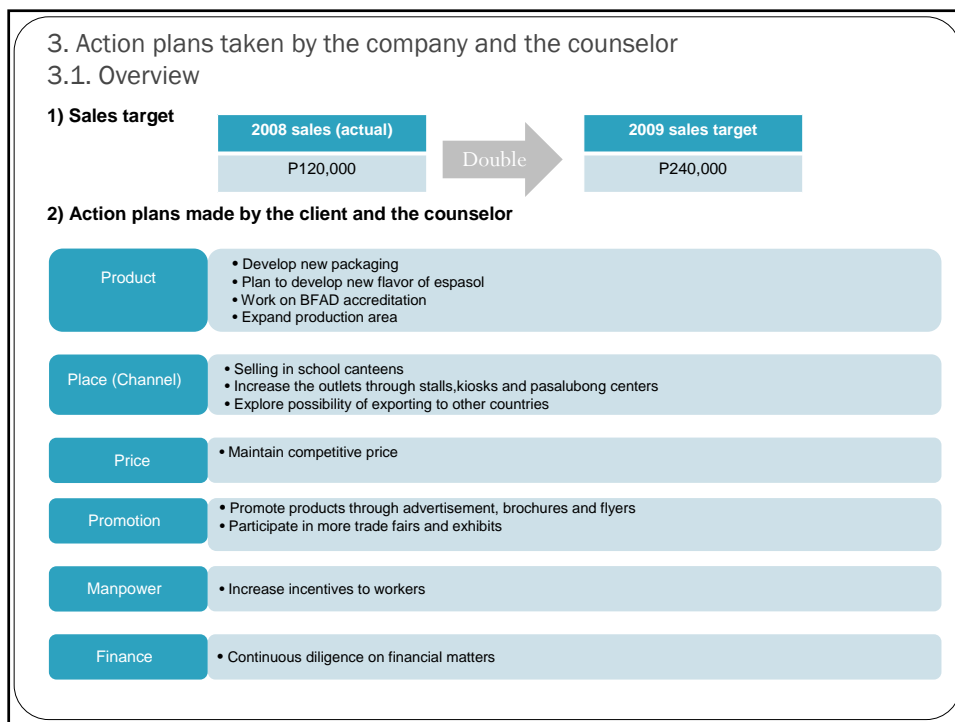 3. Action plans taken by the company and the counselor
3.1. Overview
1) Sales target
2008 sales (actual)
P120,000
Double
2009 sales target
P240,000
2) Action plans made by the client and the counselor
Product
• Develop new packaging
• Plan to develop new flavor of espasol
• Work on BFAD accreditation
• Expand production area
Place (Channel)
• Selling in school canteens
• Increase the outlets through stalls,kiosks and pasalubong centers
• Explore possibility of exporting to other countries
Price
• Maintain competitive price
Promotion
• Promote products through advertisement, brochures and flyers
• Participate in more trade fairs and exhibits
Manpower
• Increase incentives to workers
Finance
• Continuous diligence on financial matters